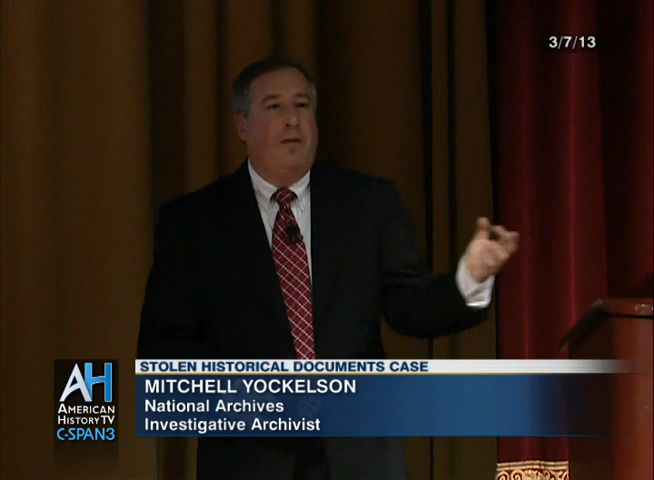 3/7/13
STOLEN HISTORICAL DOCUMENTS CASE
MITCHELL YOCKELSON
National Archives
Investigative Archivist
AH
AMERICAN
HISTORY TV
C-SPAN3